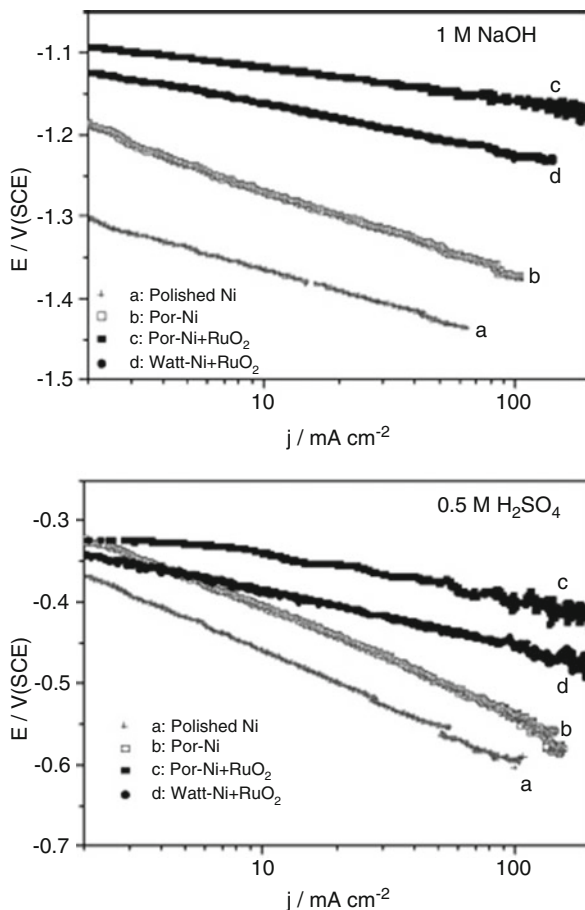 1 M NaOH
-1.1
-1.2
-1.3
-1.4
-1.5
E / V(SCE)
c
d
b
a
a: Polished Ni
b: Por-Ni
c: Por-Ni+RuO₂
d: Watt-Ni+RuO₂
10
100
j / mA cm⁻²
0.5 M H₂SO₄
-0.3
-0.4
-0.5
-0.6
-0.7
E / V(SCE)
c
d
b
a
a: Polished Ni
b: Por-Ni
c: Por-Ni+RuO₂
d: Watt-Ni+RuO₂
10
100
j / mA cm⁻²